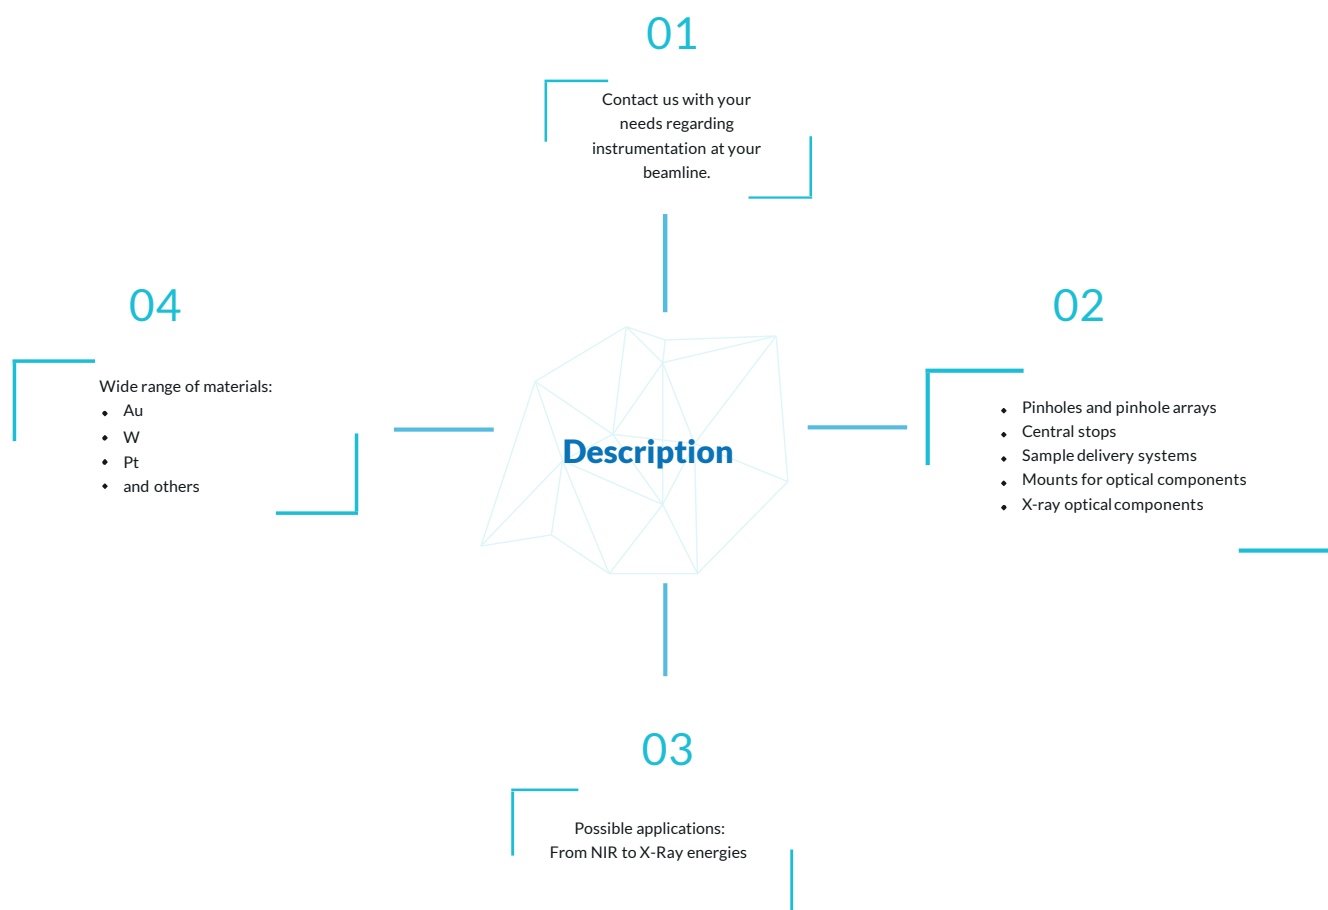 01
Contact us with your
needs regarding
instrumentation at your
beamline.
04
Wide range of materials:
Au
W
Pt
and others
Description
02
Pinholes and pinhole arrays
Central stops
Sample delivery systems
Mounts for optical components
X-ray optical components
03
Possible applications:
From NIR to X-Ray energies